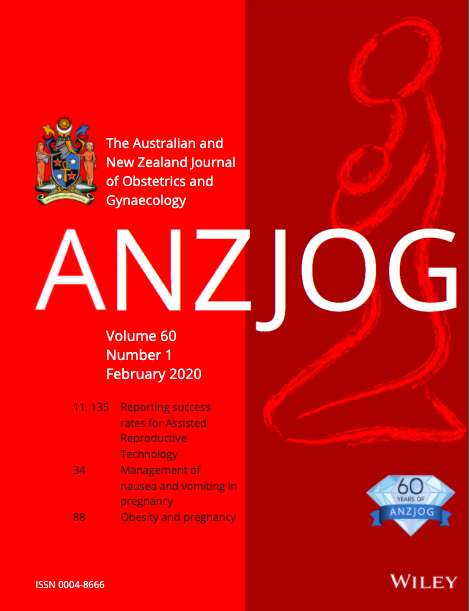 The Australian and
New Zealand Journal
of Obstetrics and
Gynaecology
ANZJOG
Volume 60
Number 1
February 2020
11, 135 Reporting success
rates for Assisted
Reproductive
Technology
34 Management of
nausea and vomiting in
pregnancy
88 Obesity and pregnancy
60
YEARS OF
ANZJOG
ISSN 0004-8666
WILEY